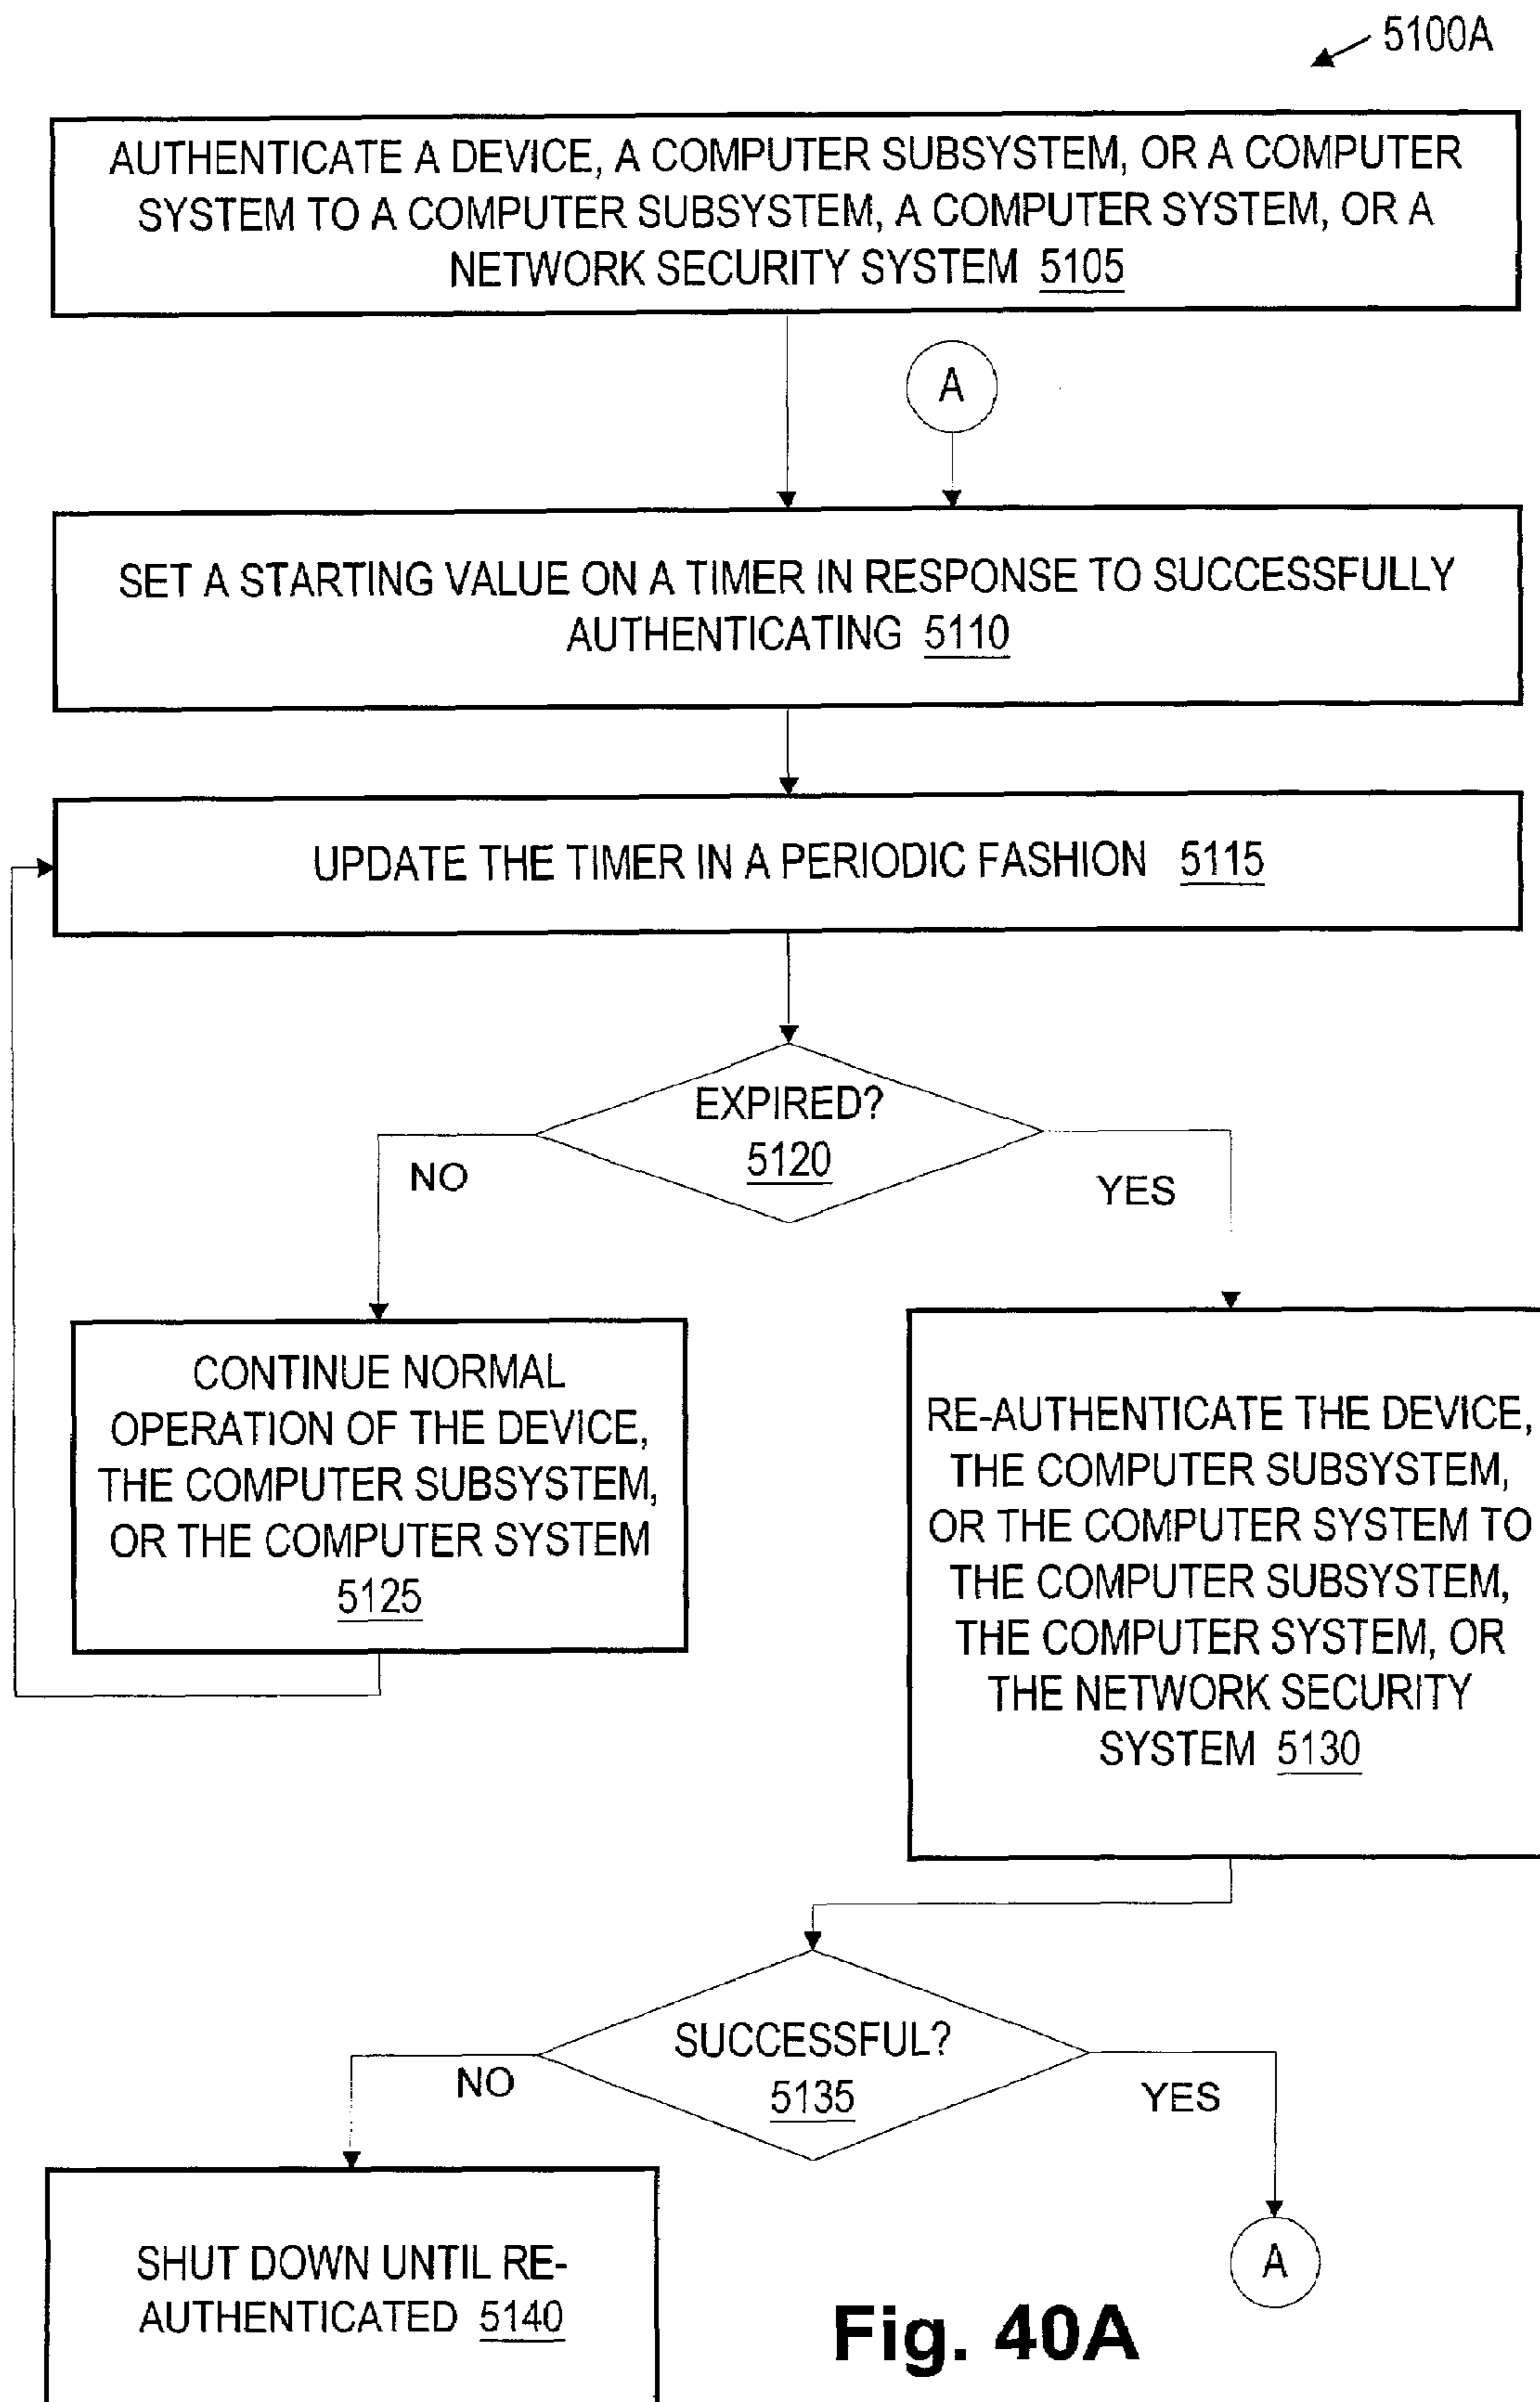 5100A
AUTHENTICATE A DEVICE, A COMPUTER SUBSYSTEM, OR A COMPUTER
SYSTEM TO A COMPUTER SUBSYSTEM, A COMPUTER SYSTEM, OR A
NETWORK SECURITY SYSTEM 5105
A
SET A STARTING VALUE ON A TIMER IN RESPONSE TO SUCCESSFULLY
AUTHENTICATING 5110
UPDATE THE TIMER IN A PERIODIC FASHION 5115
EXPIRED?
5120
NO
YES
CONTINUE NORMAL
OPERATION OF THE DEVICE,
THE COMPUTER SUBSYSTEM,
OR THE COMPUTER SYSTEM
5125
RE-AUTHENTICATE THE DEVICE,
THE COMPUTER SUBSYSTEM,
OR THE COMPUTER SYSTEM TO
THE COMPUTER SUBSYSTEM,
THE COMPUTER SYSTEM, OR
THE NETWORK SECURITY
SYSTEM 5130
SUCCESSFUL?
5135
NO
YES
SHUT DOWN UNTIL RE-
AUTHENTICATED 5140
A
Fig. 40A